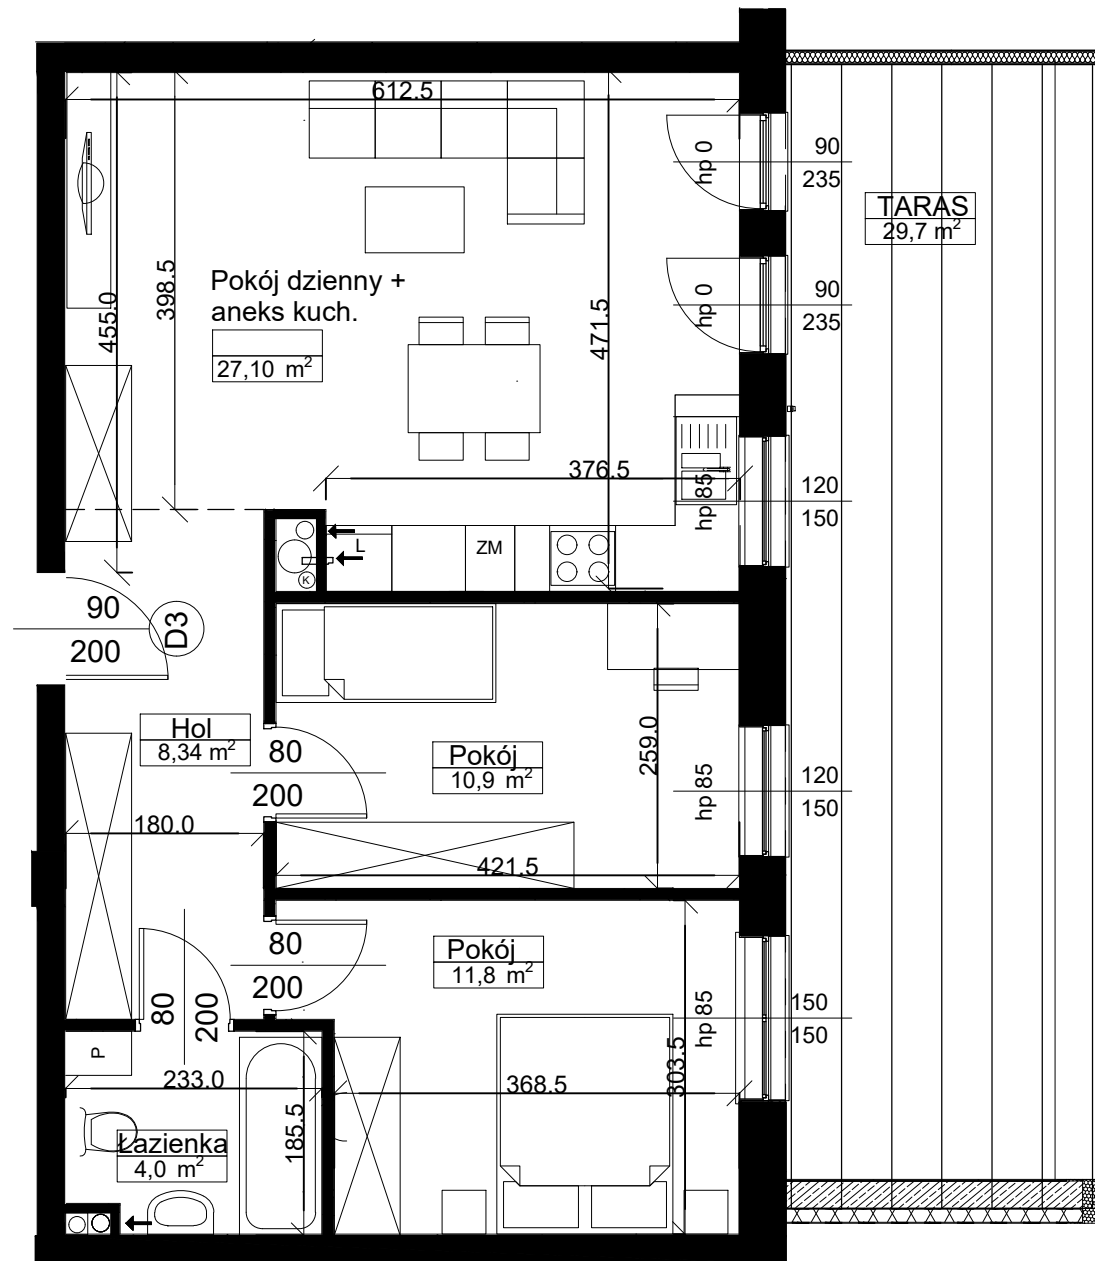 612.5
hp 0
90
235
TARAS
29,7 m²
455.0
398.5
Pokój dzienny +
aneks kuch.
27,10 m²
471.5
hp 0
90
235
376.5
hp 85
120
150
L
ZM
K
90
200
D3
Hol
8,34 m²
80
200
Pokój
10,9 m²
259.0
hp 85
120
150
180.0
421.5
80
200
Pokój
11,8 m²
80
200
hp 85
150
150
P
233.0
185.5
368.5
303.5
Łazienka
4,0 m²